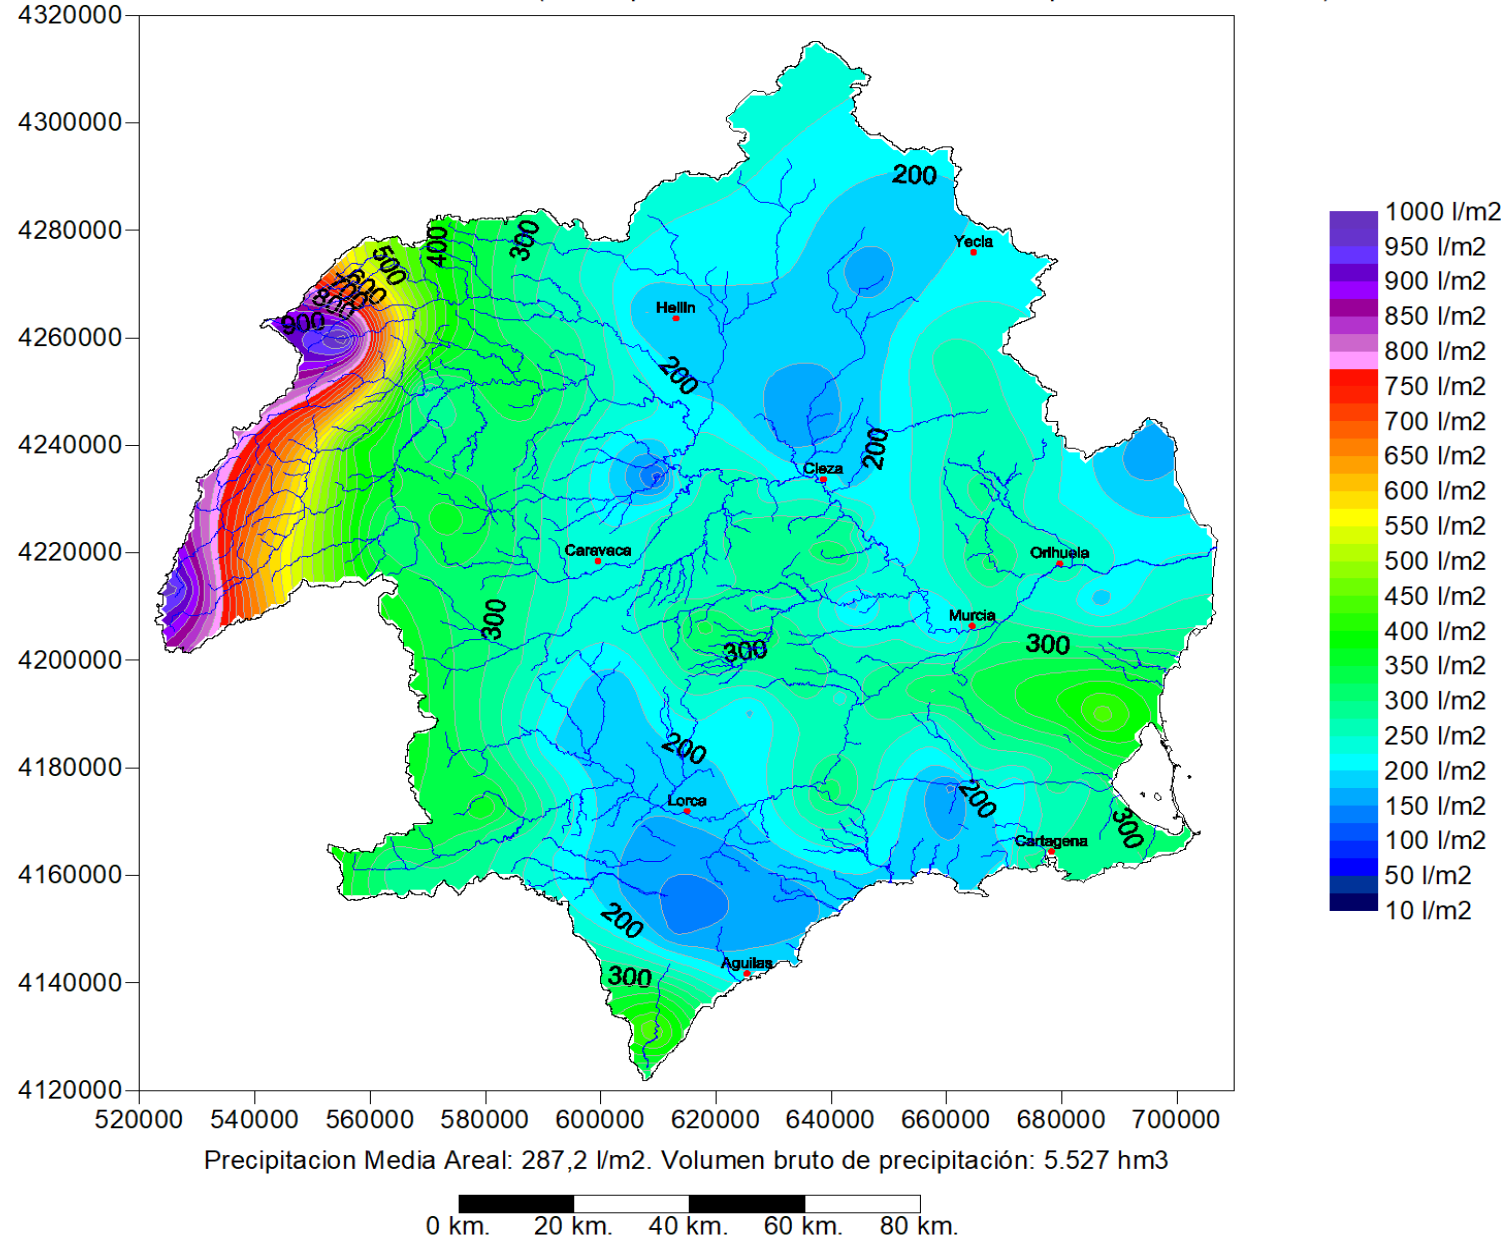 4320000
4300000
4280000
4260000
4240000
4220000
4200000
4180000
4160000
4140000
4120000
520000 540000 560000 580000 600000 620000 640000 660000 680000 700000
200
Yecla
300
400
500
600
700
800
900
Hellin
200
200
Cieza
Caravaca
Orihuela
Murcia
300
300
300
200
Lorca
200
Cartagena
300
200
Aguilas
300
1000 l/m2
950 l/m2
900 l/m2
850 l/m2
800 l/m2
750 l/m2
700 l/m2
650 l/m2
600 l/m2
550 l/m2
500 l/m2
450 l/m2
400 l/m2
350 l/m2
300 l/m2
250 l/m2
200 l/m2
150 l/m2
100 l/m2
50 l/m2
10 l/m2
Precipitacion Media Areal: 287,2 l/m2. Volumen bruto de precipitación: 5.527 hm3
0 km. 20 km. 40 km. 60 km. 80 km.